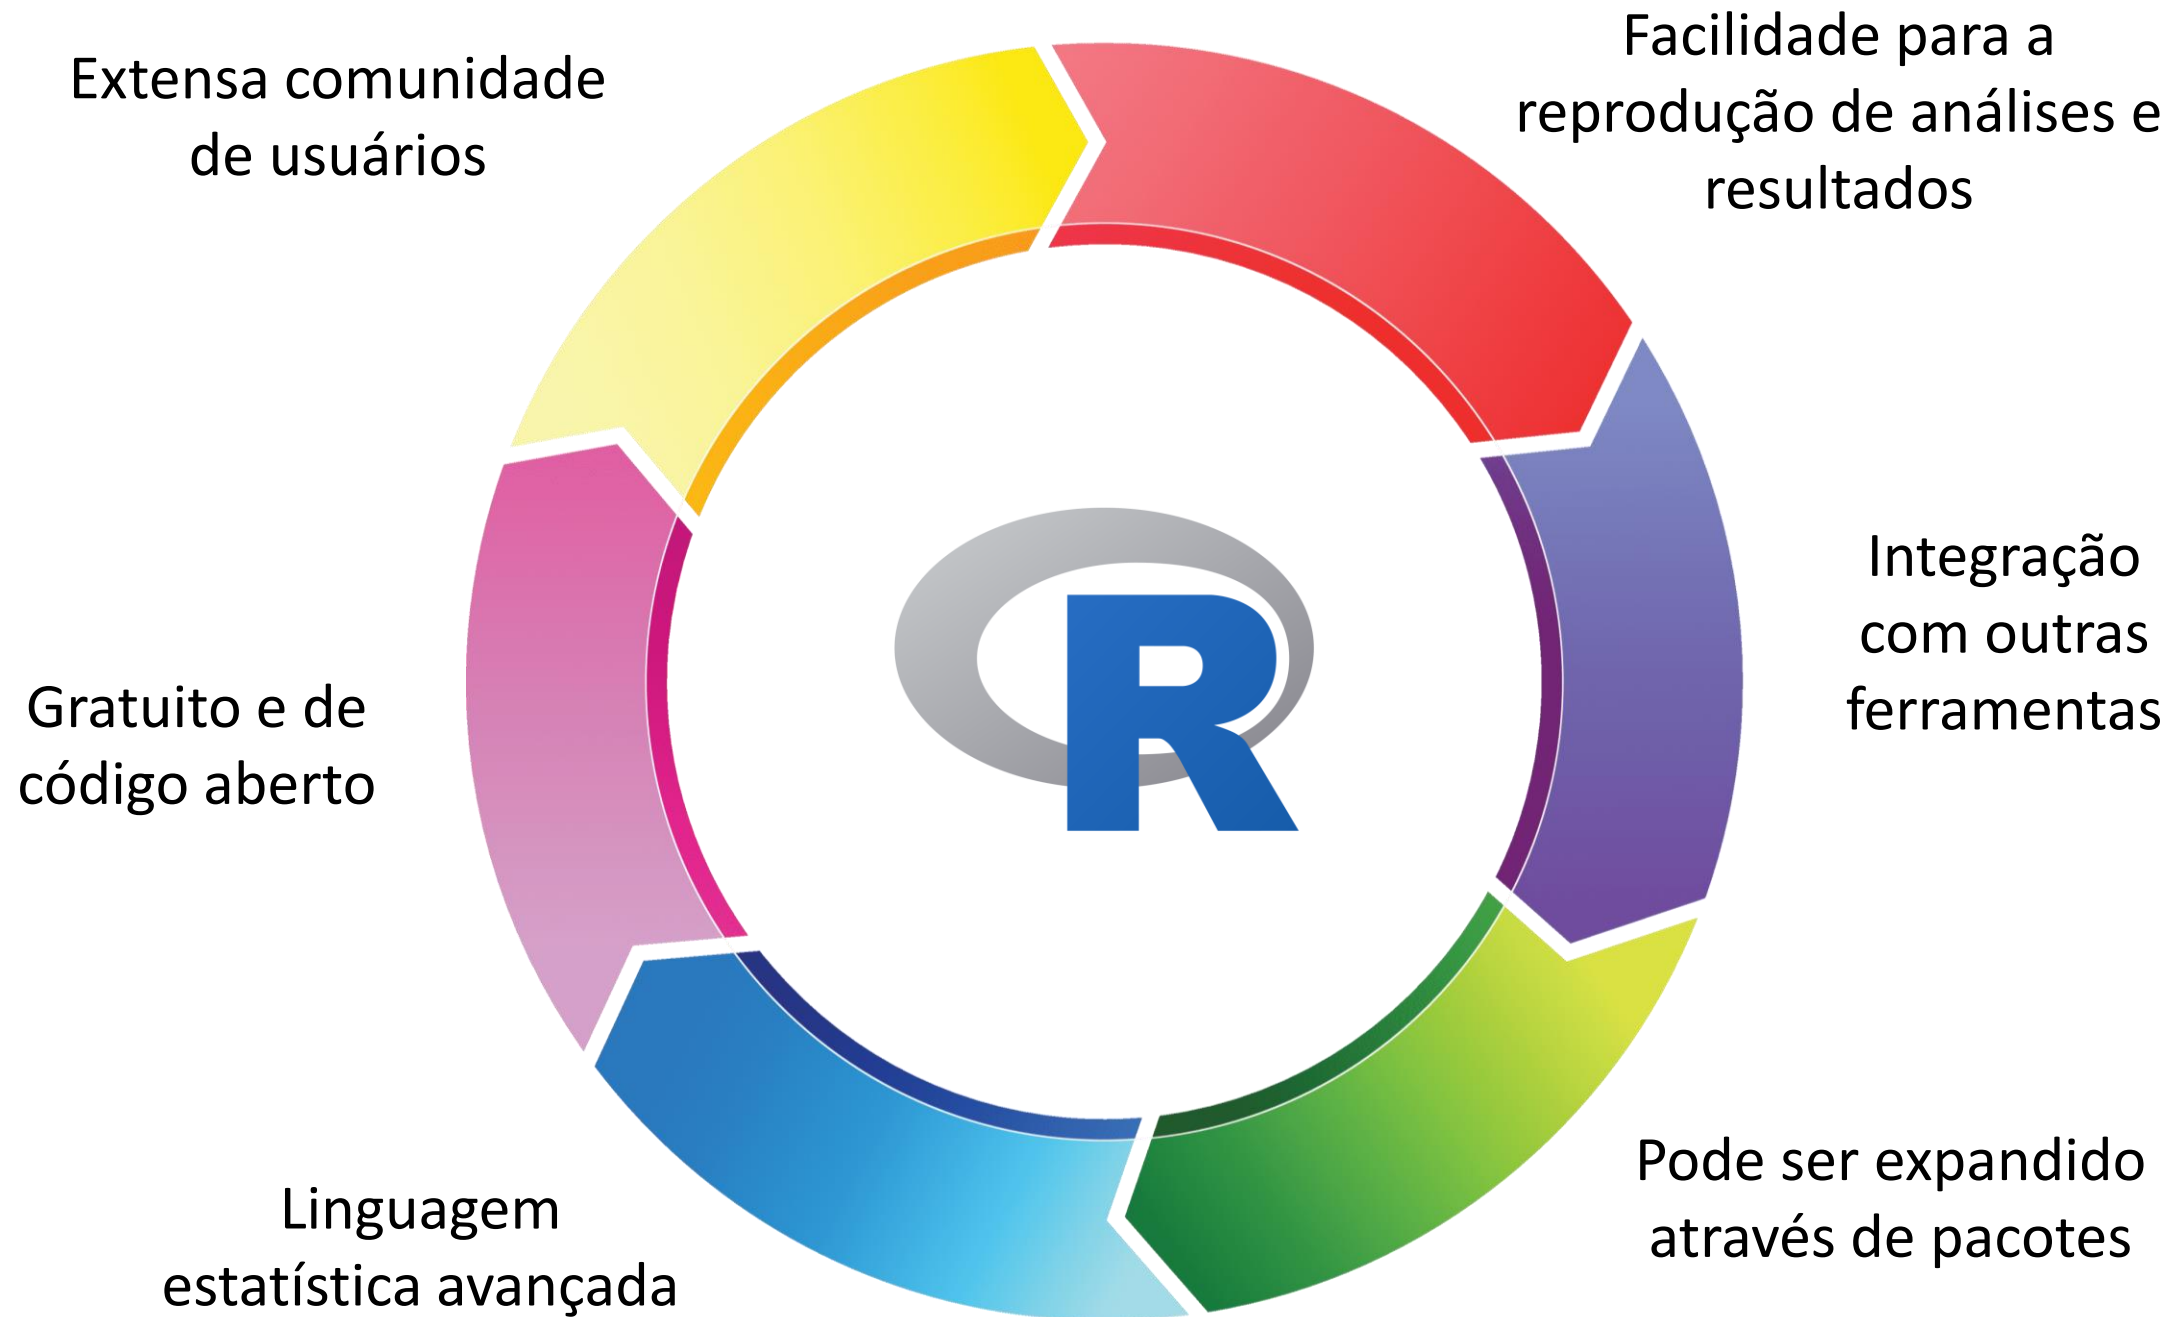 Extensa comunidade
de usuários
Facilidade para a
reprodução de análises e
resultados
Integração
com outras
ferramentas
Gratuito e de
código aberto
R
Pode ser expandido
através de pacotes
Linguagem
estatística avançada